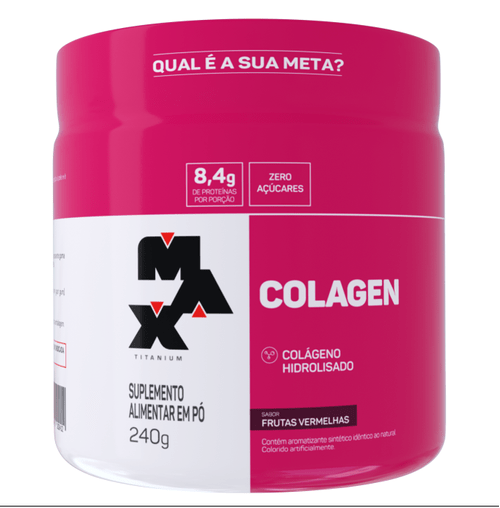 QUAL É A SUA META?
8,4g
DE PROTEÍNAS
POR PORÇÃO
ZERO
AÇÚCARES
MAX
TITANIUM
COLAGEN
COLÁGENO
HIDROLISADO
SUPLEMENTO
ALIMENTAR EM PÓ
240g
SABOR
FRUTAS VERMELHAS
Contém aromatizante sintético idêntico ao natural
Colorido artificialmente